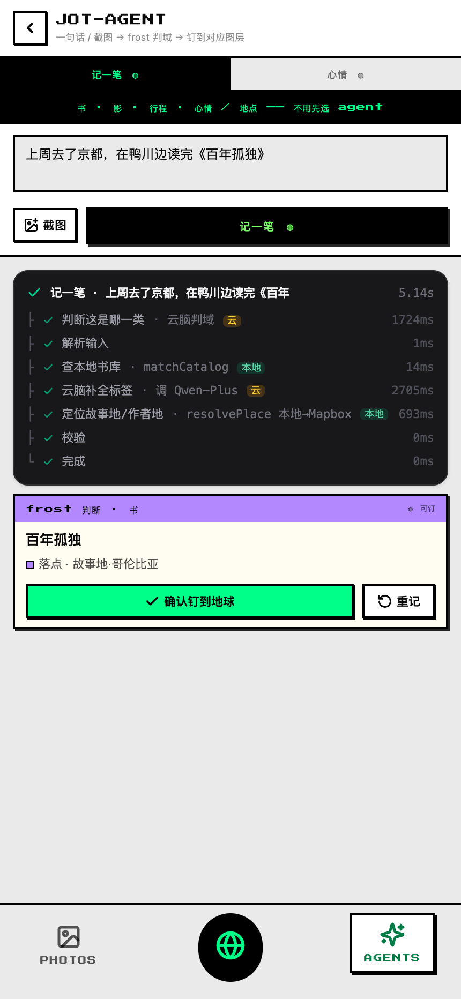 JOT-AGENT
一句话 / 截图 → frost 判域 → 钉到对应图层
记一笔 ◍
心情 ◍
书 · 影 · 行程 · 心情 / 地点 —— 不用先选 agent
上周去了京都，在鸭川边读完《百年孤独》
截图
记一笔 ◍
记一笔 · 上周去了京都，在鸭川边读完《百年 5.14s
├ ✓ 判断这是哪一类 · 云脑判域 云 1724ms
├ ✓ 解析输入 1ms
├ ✓ 查本地书库 · matchCatalog 本地 14ms
├ ✓ 云脑补全标签 · 调 Qwen-Plus 云 2705ms
├ ✓ 定位故事地/作者地 · resolvePlace 本地→Mapbox 本地 693ms
├ ✓ 校验 0ms
└ ✓ 完成 0ms
frost 判断 · 书 ◍ 可钉
百年孤独
落点 · 故事地·哥伦比亚
确认钉到地球
重记
PHOTOS
AGENTS